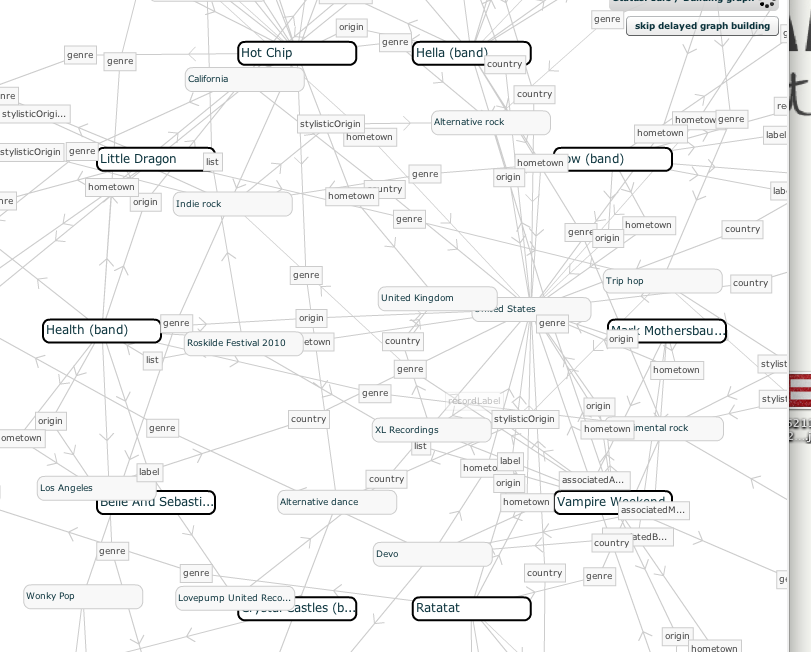 skip delayed graph building
genre
origin
Hot Chip
genre
Hella (band)
genre
genre
country
California
country
stylisticOrigi...
stylisticOrigin
Alternative rock
hometown
genre
hometown
hometown
label
stylisticOrigin
genre
Little Dragon
list
hometown
ow (band)
genre
origin
hometown
hometown
genre
origin
Indie rock
genre
genre
origin
hometown
country
Trip hop
country
genre
United Kingdom
United States
genre
origin
genre
Health (band)
Mark Mothersbau...
origin
Roskilde Festival 2010
country
list
genre
hometown
genre
recordLabel
origin
stylisticOrigin
country
origin
genre
XL Recordings
hometown
mental rock
list
label
hometo
label
country
origin
associatedA...
Los Angeles
Belle And Sebasti...
Alternative dance
hometown
Vampire Weekend
associatedM...
atedB...
country
genre
Devo
genre
country
genre
Wonky Pop
Lovepump United Reco...
Crystal Castles (b...
Ratatat
origin
hometown